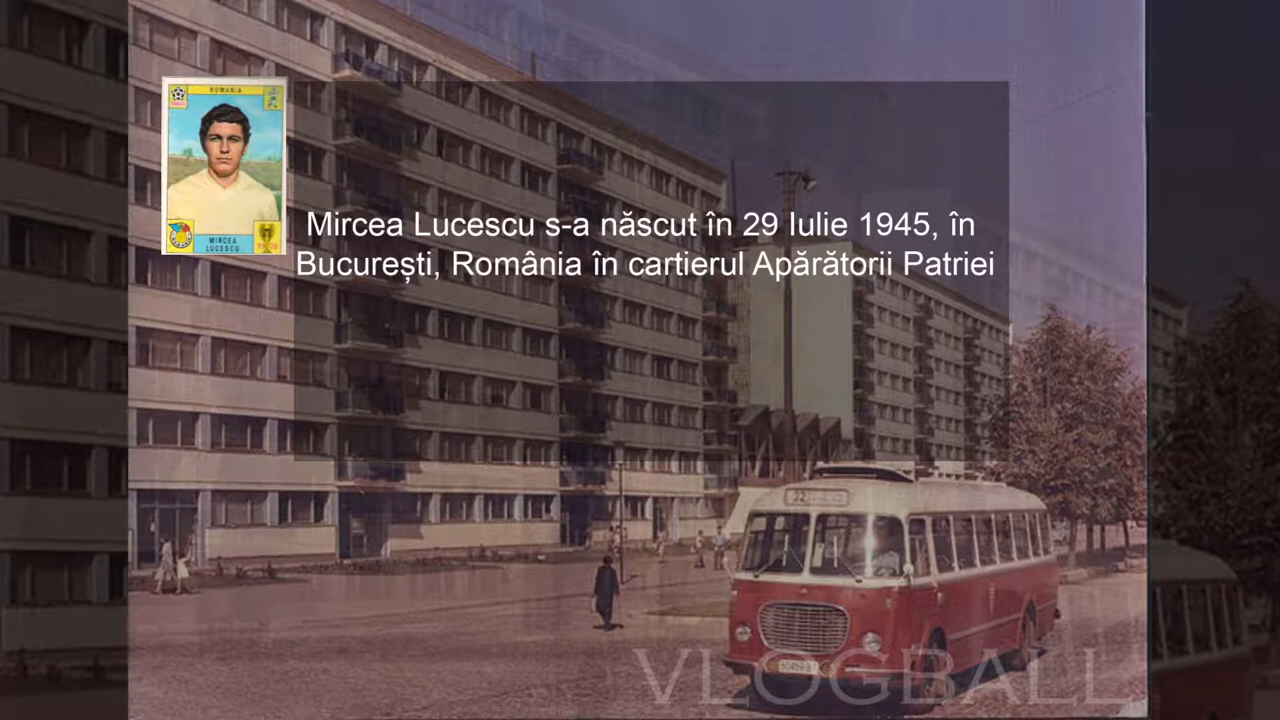 ROMANIA
MIRCEA
LUCESCU
Mircea Lucescu s-a născut în 29 Iulie 1945, în
București, România în cartierul Apărătorii Patriei
32
VLOGBALL